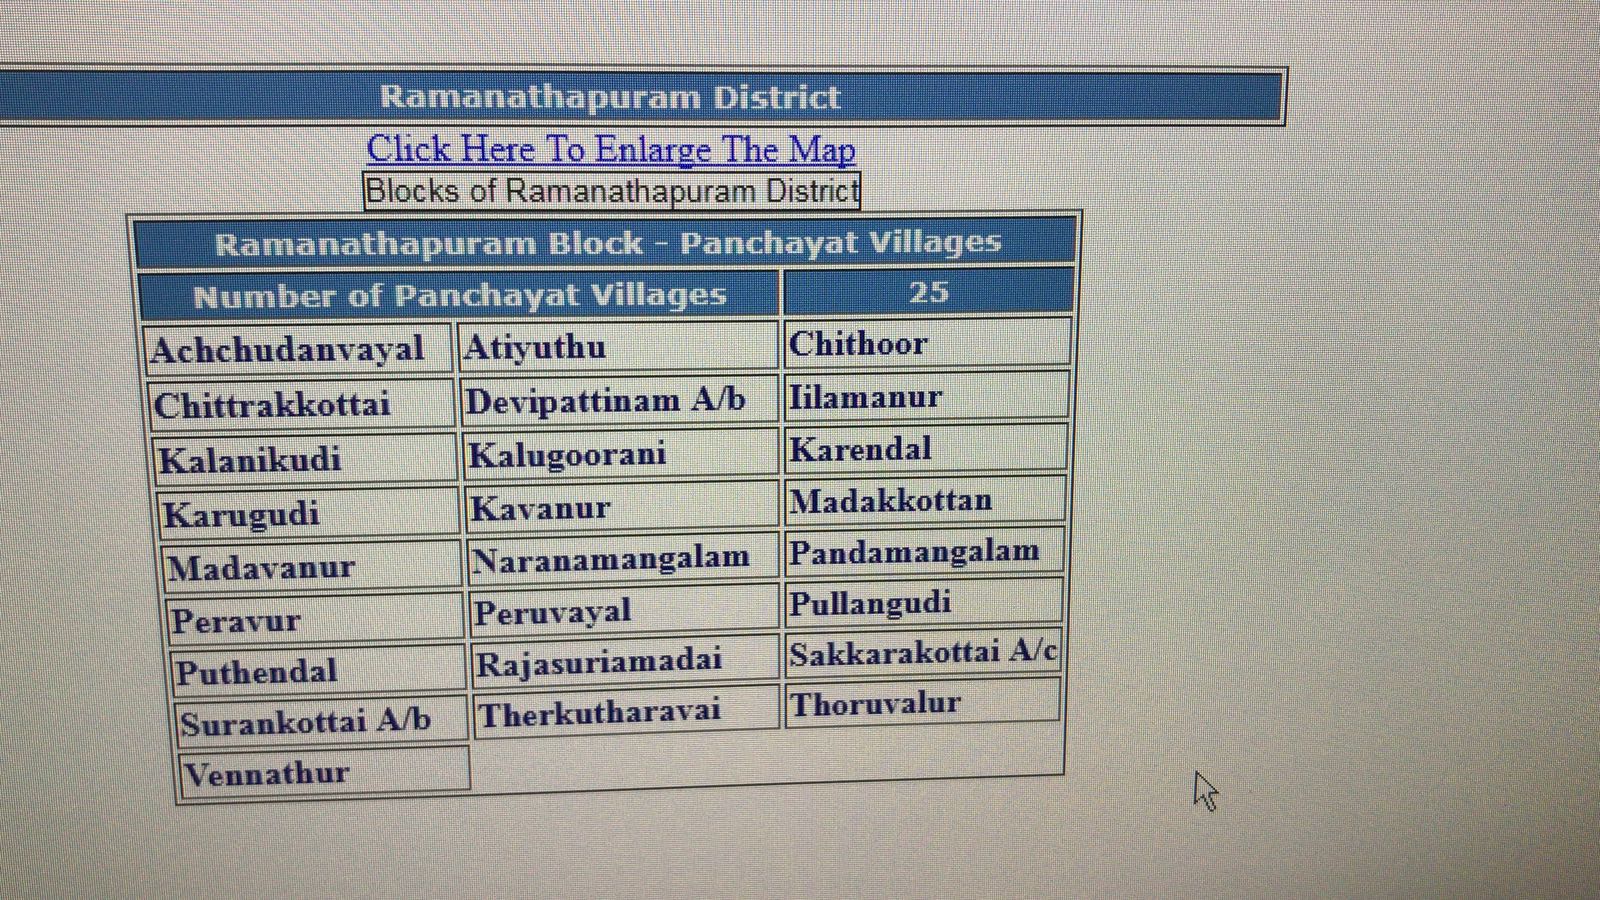 Ramanathapuram District
Click Here To Enlarge The Map
Blocks of Ramanathapuram District
Ramanathapuram Block - Panchayat Villages
Number of Panchayat Villages 25
Achchudanvayal Atiyuthu Chithoor
Chittrakkottai Devipattinam A/b Iilamanur
Kalanikudi Kalugoorani Karendal
Karugudi Kavanur Madakkottan
Madavanur Naranamangalam Pandamangalam
Peravur Peruvayal Pullangudi
Puthendal Rajasuriamadai Sakkarakottai A/c
Surankottai A/b Therkutharavai Thoruvalur
Vennathur